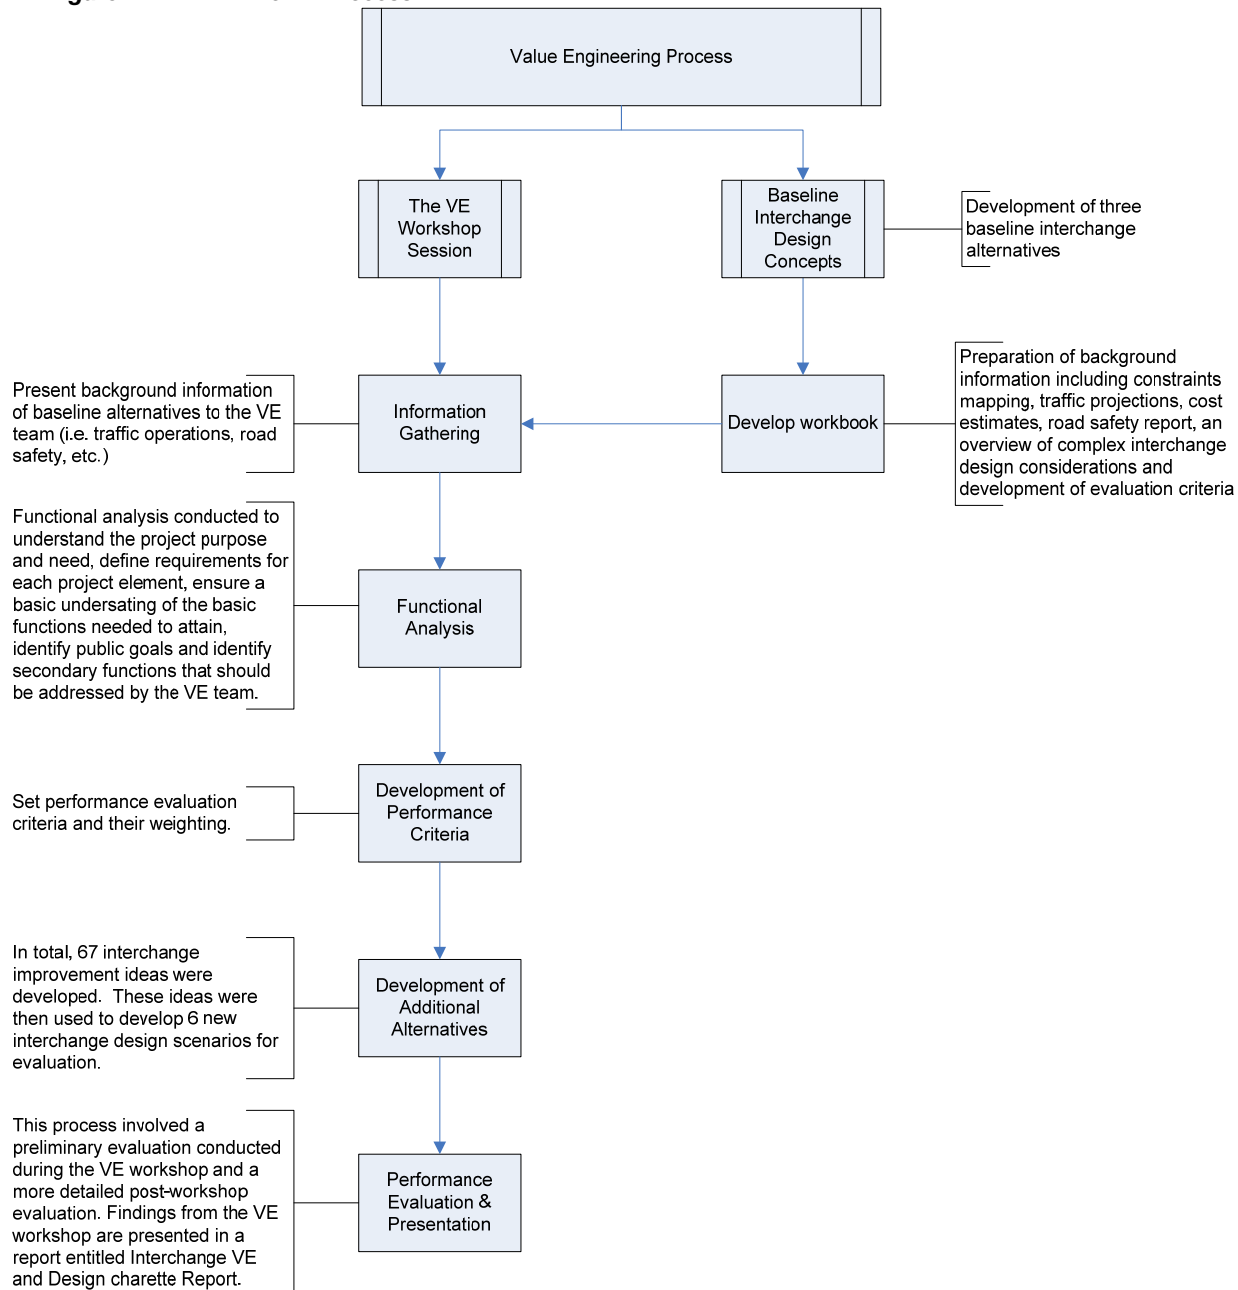 Value Engineering Process
The VE
Workshop
Session
Baseline
Interchange
Design
Concepts
Development of three
baseline interchange
alternatives
Present background information
of baseline alternatives to the VE
team (i.e. traffic operations, road
safety, etc.)
Information
Gathering
Develop workbook
Preparation of background
information including constraints
mapping, traffic projections, cost
estimates, road safety report, an
overview of complex interchange
design considerations and
development of evaluation criteria
Functional analysis conducted to
understand the project purpose
and need, define requirements for
each project element, ensure a
basic undersating of the basic
functions needed to attain,
identify public goals and identify
secondary functions that should
be addressed by the VE team.
Functional
Analysis
Set performance evaluation
criteria and their weighting.
Development of
Performance
Criteria
In total, 67 interchange
improvement ideas were
developed.  These ideas were
then used to develop 6 new
interchange design scenarios for
evaluation.
Development of
Additional
Alternatives
This process involved a
preliminary evaluation conducted
during the VE workshop and a
more detailed post-workshop
evaluation. Findings from the VE
workshop are presented in a
report entitled Interchange VE
and Design charette Report.
Performance
Evaluation &
Presentation